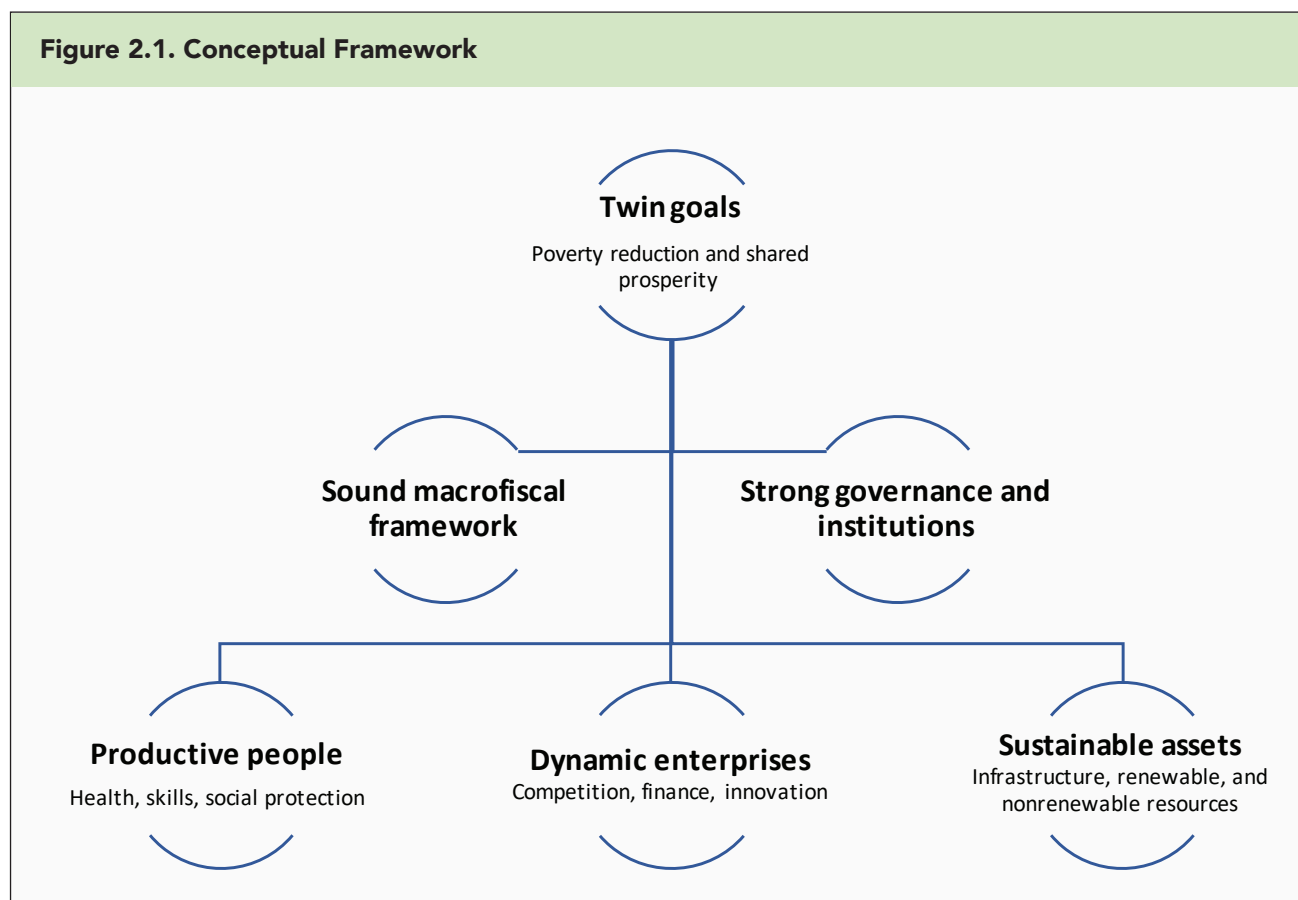 Figure 2.1. Conceptual Framework
Twin goals
Poverty reduction and shared
prosperity
Sound macrofiscal
framework
Strong governance and
institutions
Productive people
Health, skills, social protection
Dynamic enterprises
Competition, finance, innovation
Sustainable assets
Infrastructure, renewable, and
nonrenewable resources